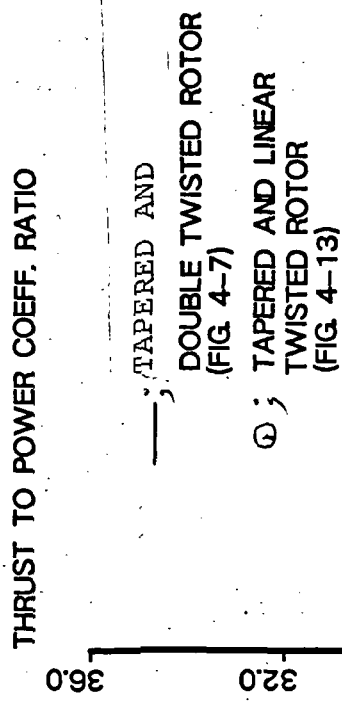 THRUST TO POWER COEFF. RATIO
—; TAPERED AND
DOUBLE TWISTED ROTOR
(FIG. 4-7)
; TAPERED AND LINEAR
TWISTED ROTOR
(FIG. 4-13)
36.0
32.0